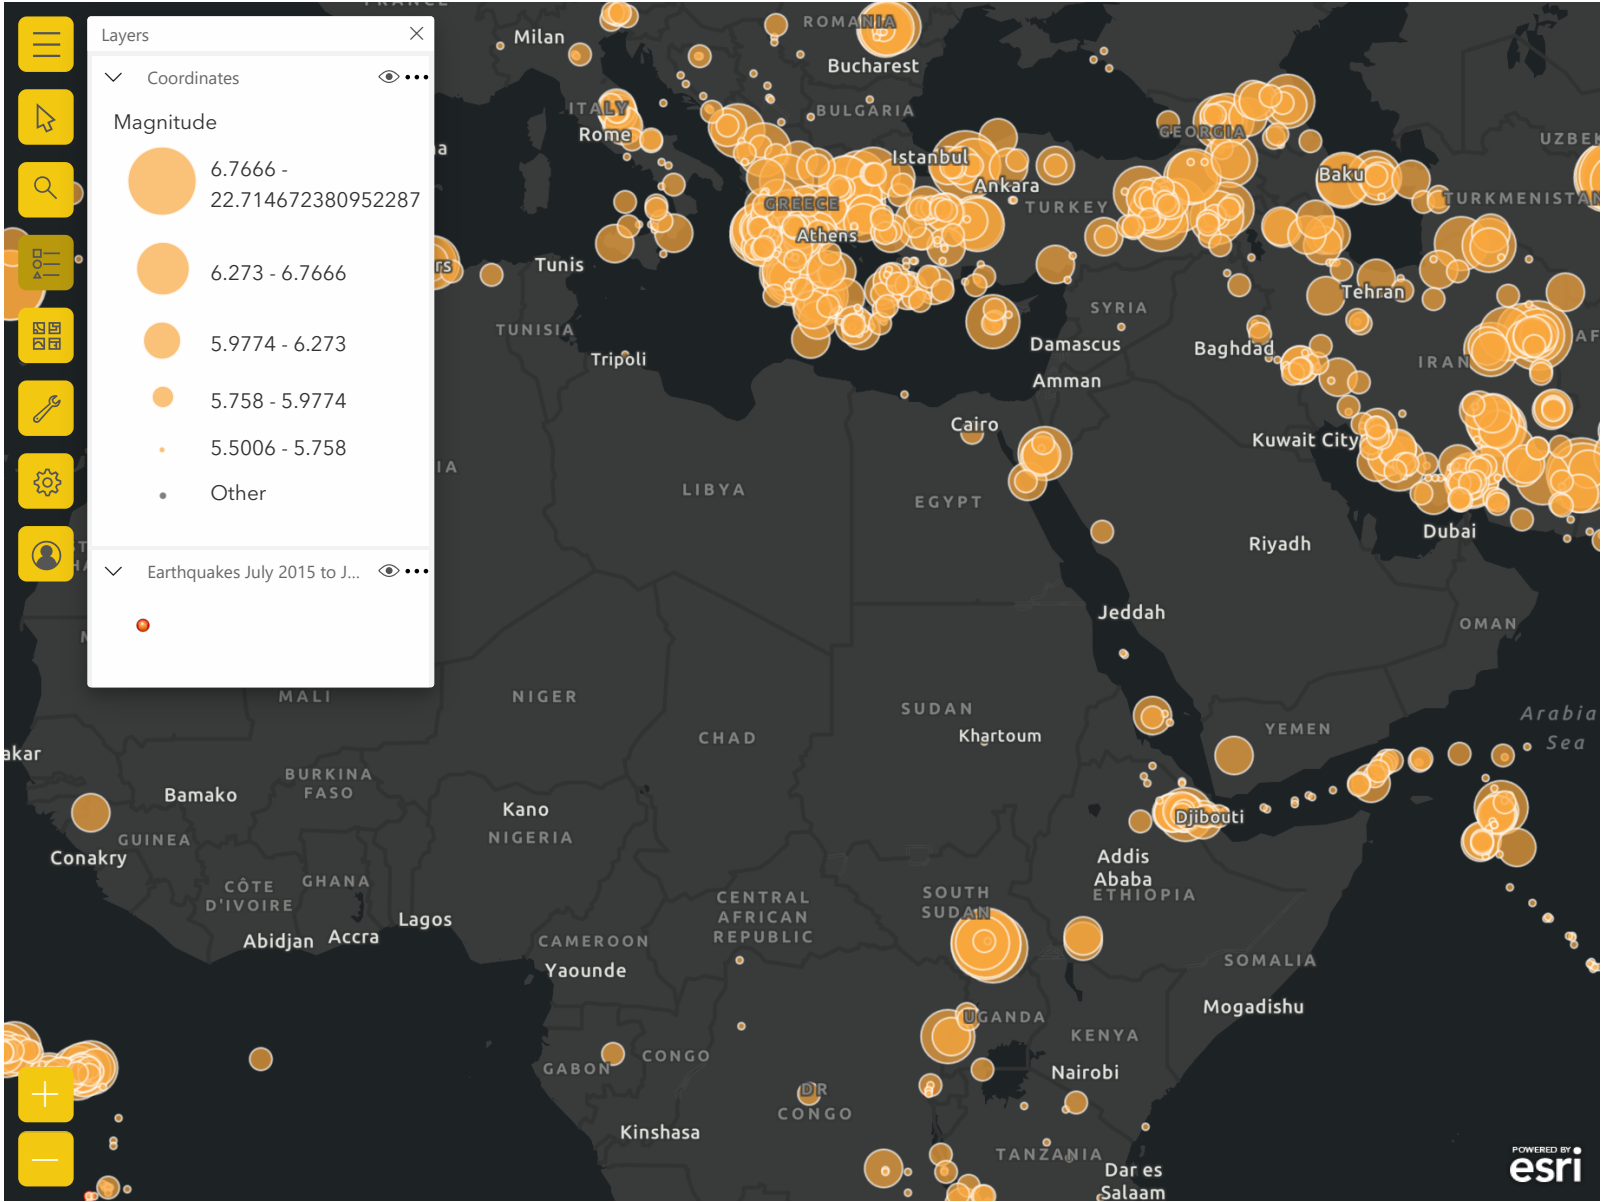 FRANCE
Layers
Coordinates
Magnitude
6.7666 -
22.714672380952287
6.273 - 6.7666
5.9774 - 6.273
5.758 - 5.9774
5.5006 - 5.758
Other
Earthquakes July 2015 to J...
Milan
ROMANIA
Bucharest
ITALY
Rome
BULGARIA
GEORGIA
UZBEK
Istanbul
Ankara
Baku
TURKMENISTAN
GREECE
TURKEY
Athens
rs
Tunis
Tehran
TUNISIA
SYRIA
Tripoli
Damascus
Baghdad
IRAN
AF
Amman
Cairo
Kuwait City
IA
LIBYA
EGYPT
Riyadh
Dubai
Jeddah
OMAN
MALI
NIGER
SUDAN
CHAD
Khartoum
YEMEN
Arabia
Sea
akar
BURKINA
FASO
Bamako
Kano
NIGERIA
Djibouti
GUINEA
Conakry
Addis
Ababa
ETHIOPIA
CÔTE
D'IVOIRE
GHANA
CENTRAL
AFRICAN
REPUBLIC
SOUTH
SUDAN
Lagos
Abidjan
Accra
CAMEROON
Yaounde
SOMALIA
Mogadishu
UGANDA
KENYA
GABON
CONGO
Nairobi
DR
CONGO
Kinshasa
TANZANIA
Dar es
Salaam
POWERED BY
esri